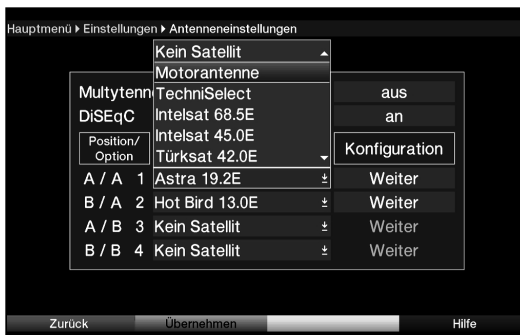 Hauptmenü ▸ Einstellungen ▸ Antenneneinstellungen
Kein Satellit
Motorantenne
Multytenn TechniSelect aus
DiSEqC Intelsat 68.5E an
Intelsat 45.0E
Position/
Option Türksat 42.0E Konfiguration
A / A 1 Astra 19.2E Weiter
B / A 2 Hot Bird 13.0E Weiter
A / B 3 Kein Satellit Weiter
B / B 4 Kein Satellit Weiter
Zurück Übernehmen Hilfe